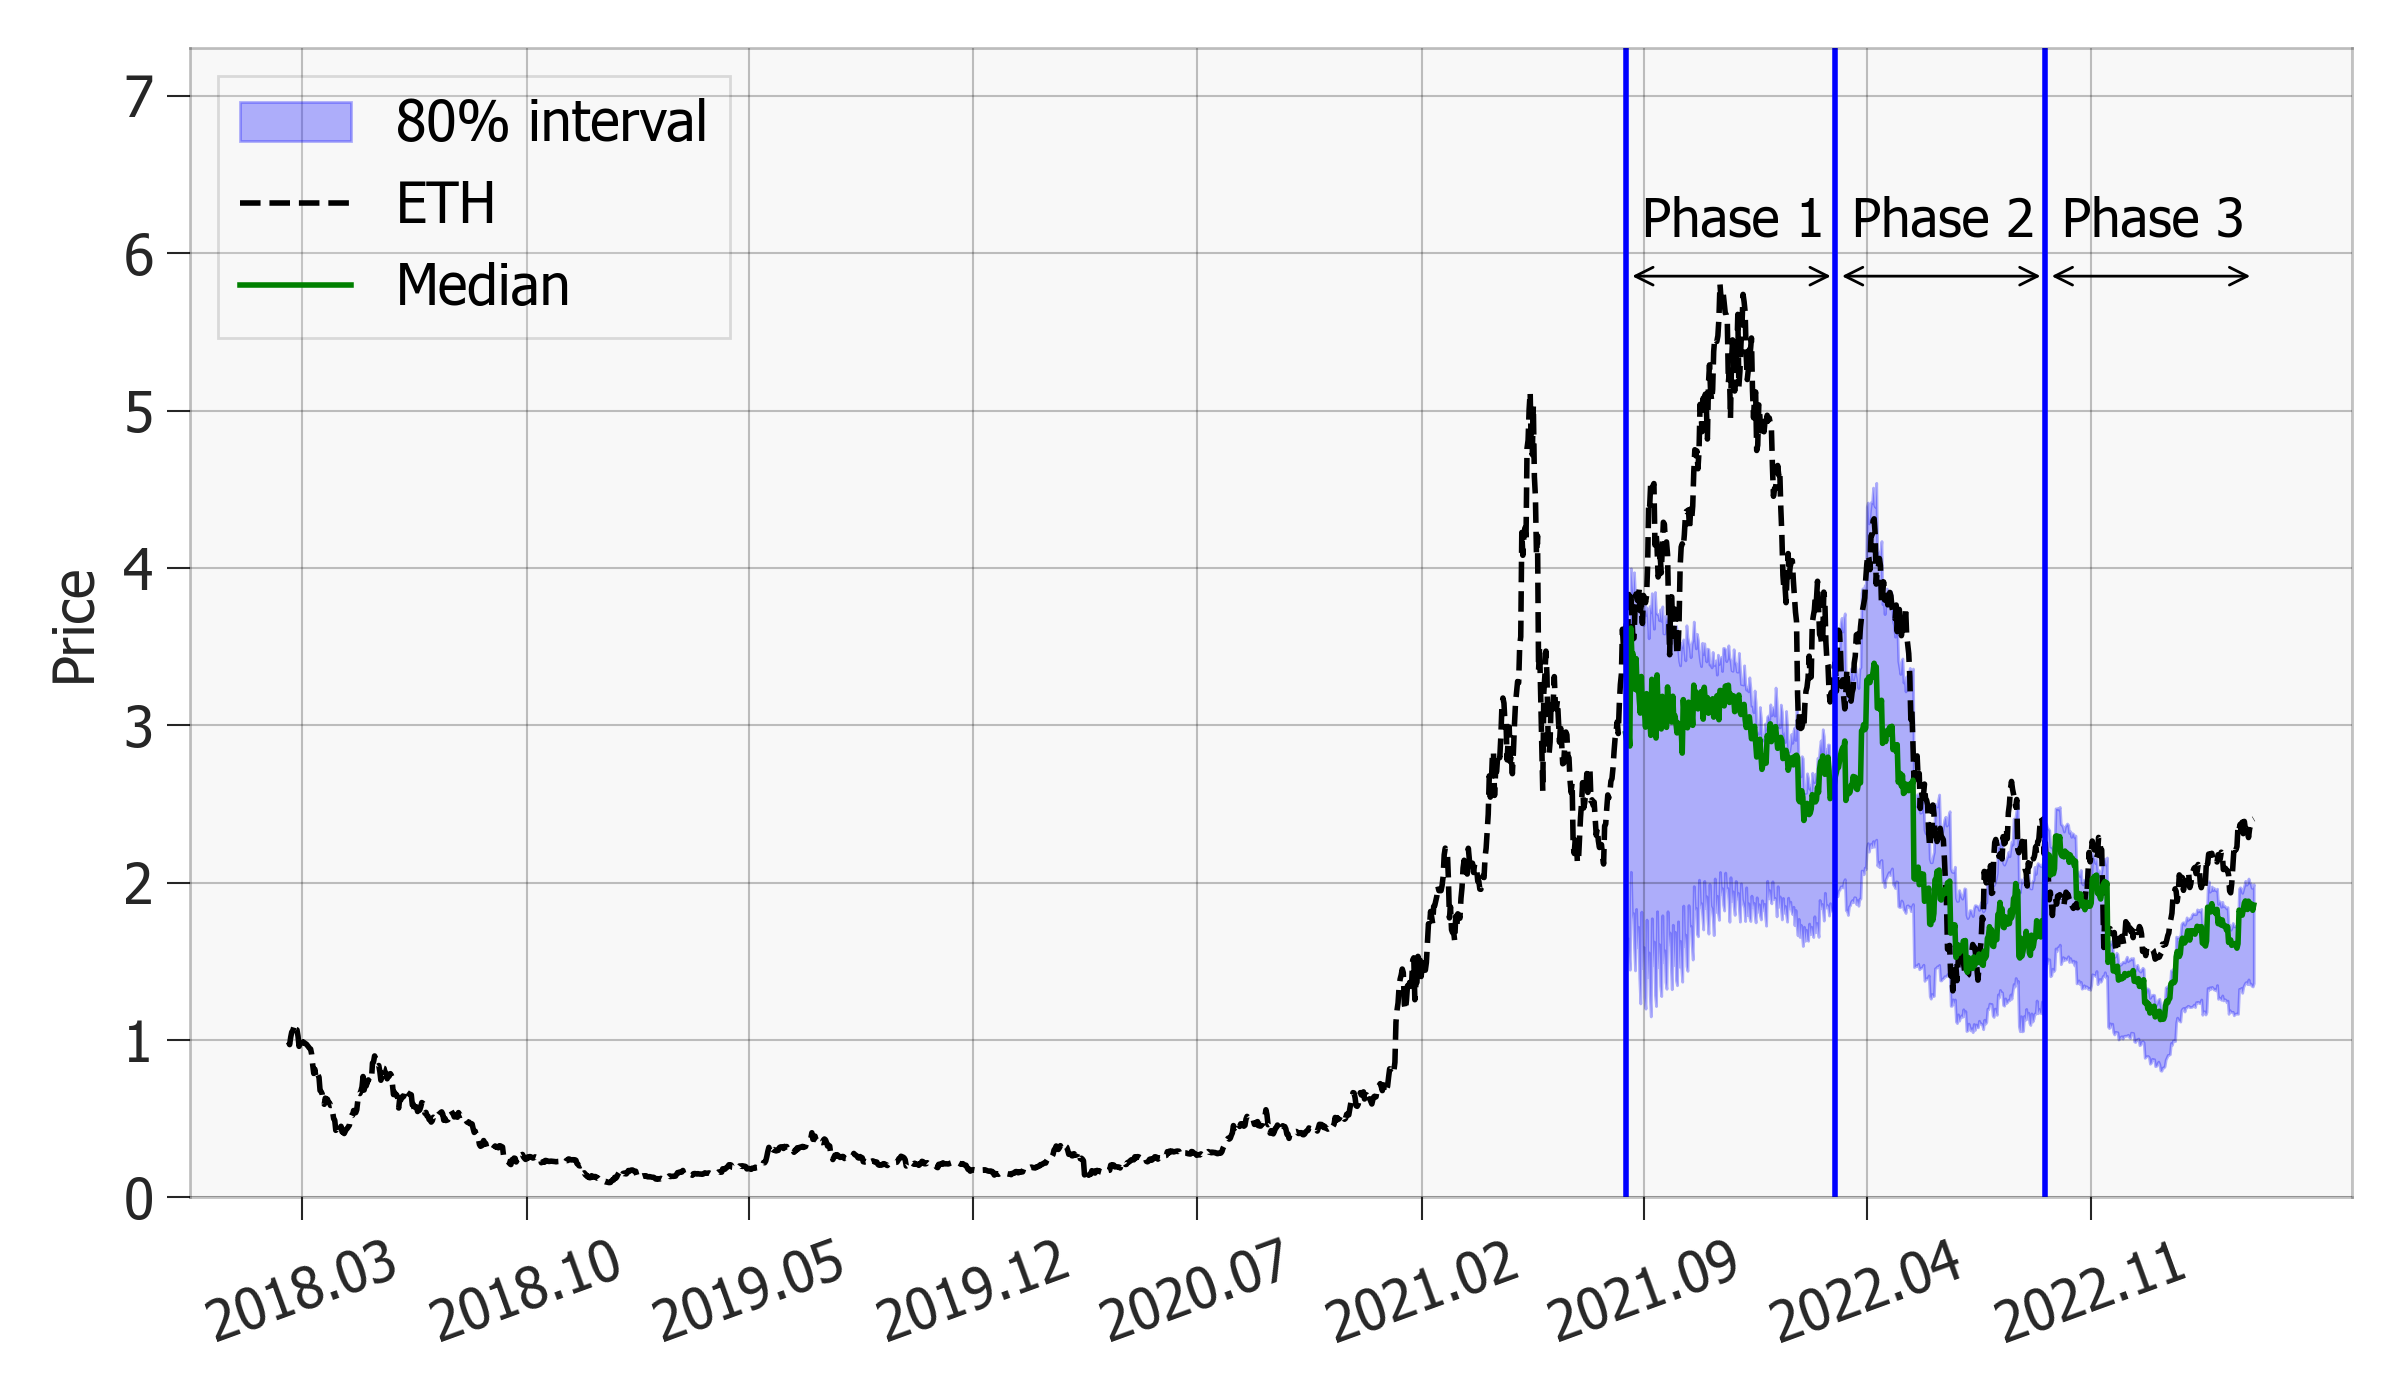 80% interval
ETH
Median
Phase 1
Phase 2
Phase 3
Price
7
6
5
4
3
2
1
0
2018.03
2018.10
2019.05
2019.12
2020.07
2021.02
2021.09
2022.04
2022.11